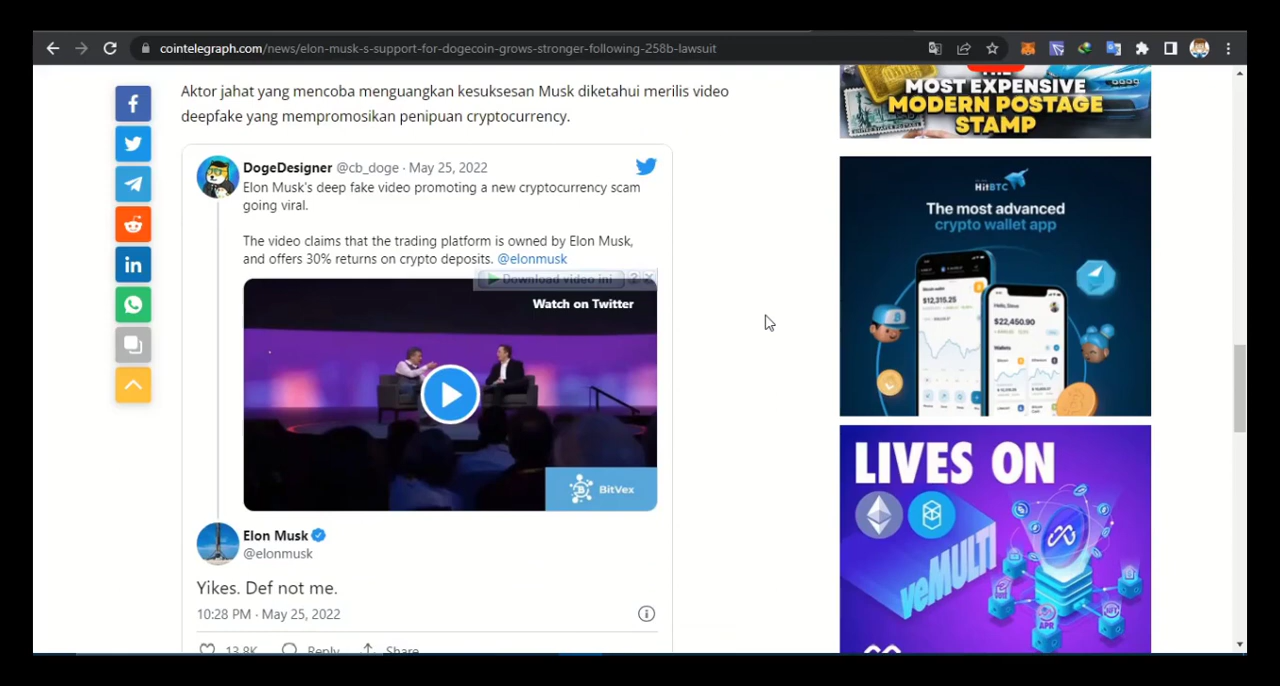 cointelegraph.com/news/elon-musk-s-support-for-dogecoin-grows-stronger-following-258b-lawsuit
Aktor jahat yang mencoba menguangkan kesuksesan Musk diketahui merilis video
deepfake yang mempromosikan penipuan cryptocurrency.
DogeDesigner @cb_doge · May 25, 2022
Elon Musk's deep fake video promoting a new cryptocurrency scam
going viral.
The video claims that the trading platform is owned by Elon Musk,
and offers 30% returns on crypto deposits. @elonmusk
Download video ini ? X
Watch on Twitter
BitVex
Elon Musk
@elonmusk
Yikes. Def not me.
10:28 PM · May 25, 2022
13.8K Reply Share
MOST EXPENSIVE
MODERN POSTAGE
STAMP
HitBTC
The most advanced
crypto wallet app
$12,315.25
Hello, Dave
$22,450.90
Wallets
LIVES ON
veMULTI
APR